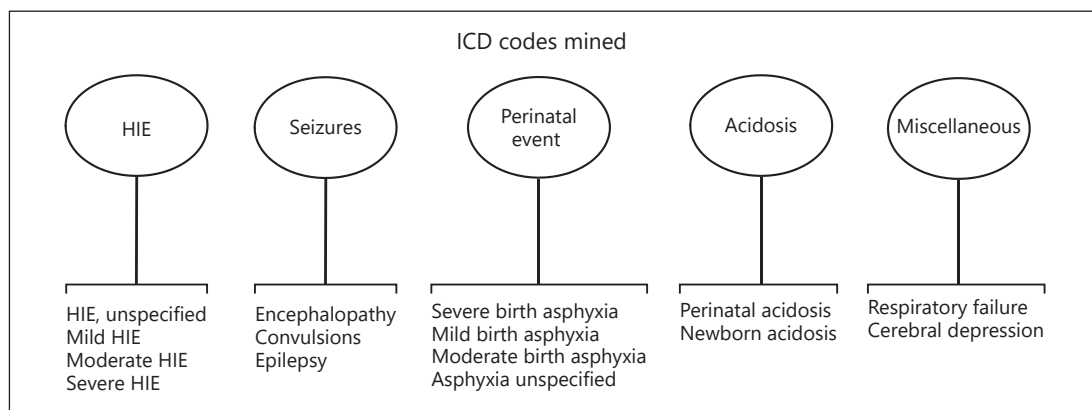 ICD codes mined
HIE
Seizures
Perinatal
event
Acidosis
Miscellaneous
HIE, unspecified
Mild HIE
Moderate HIE
Severe HIE
Encephalopathy
Convulsions
Epilepsy
Severe birth asphyxia
Mild birth asphyxia
Moderate birth asphyxia
Asphyxia unspecified
Perinatal acidosis
Newborn acidosis
Respiratory failure
Cerebral depression